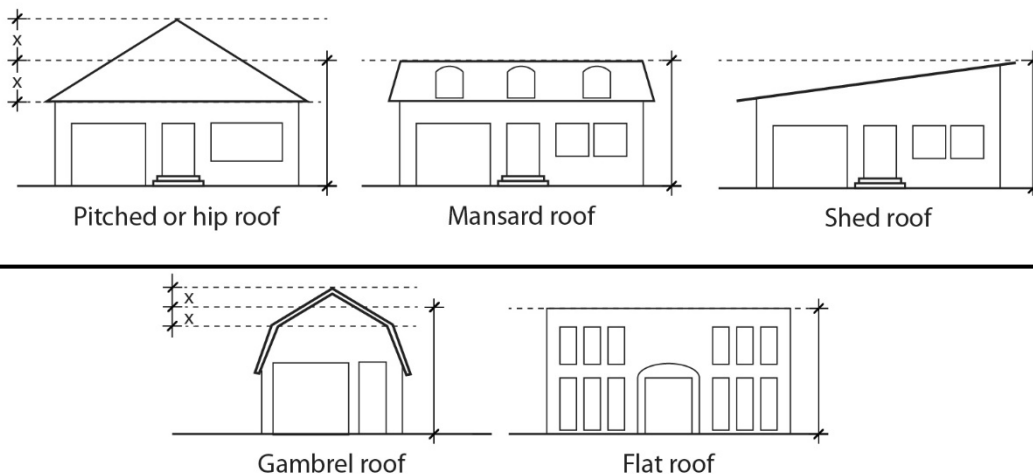 x
x
Pitched or hip roof
Mansard roof
Shed roof
x
x
Gambrel roof
Flat roof